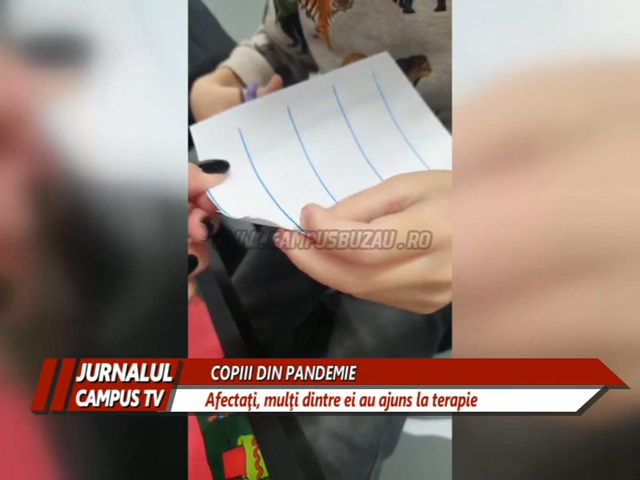 WWW.CAMPUSBUZAU.RO
JURNALUL
CAMPUS TV
COPIII DIN PANDEMIE
Afectați, mulți dintre ei au ajuns la terapie